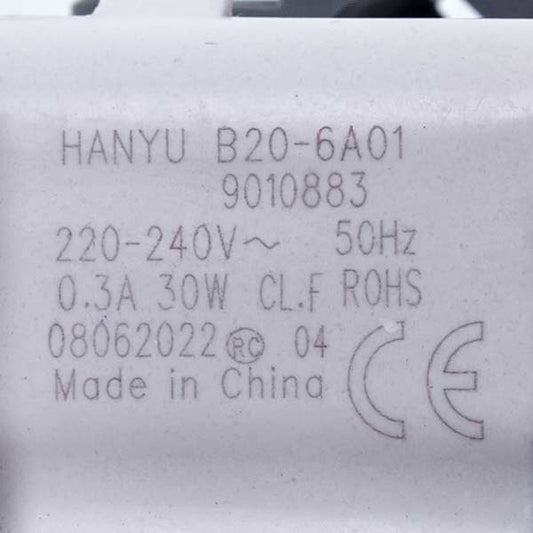 HANYU B20-6A01
9010883
220-240V~ 50Hz
0.3A 30W CL.F ROHS
08062022 RC 04
Made in China CE